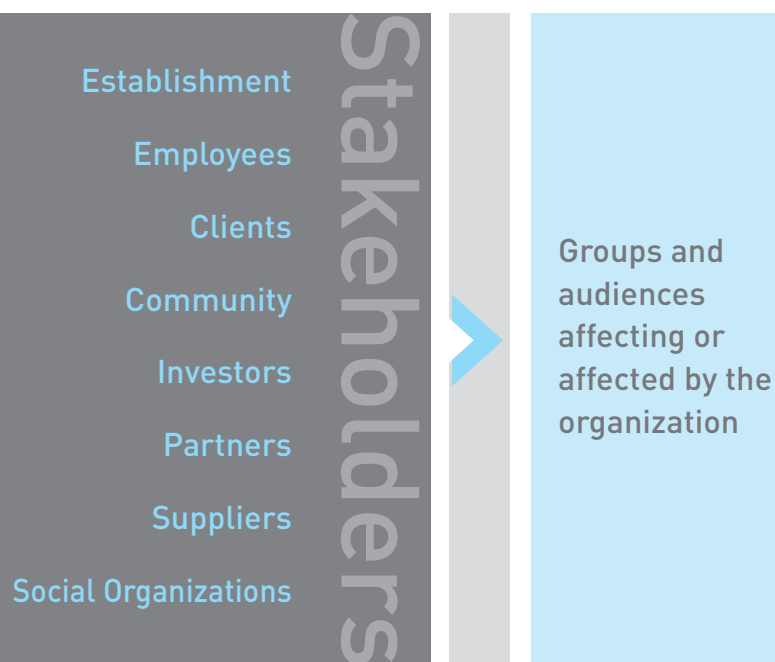 Establishment
Employees
Clients
Community
Investors
Partners
Suppliers
Social Organizations
Stakeholders
Groups and
audiences
affecting or
affected by the
organization